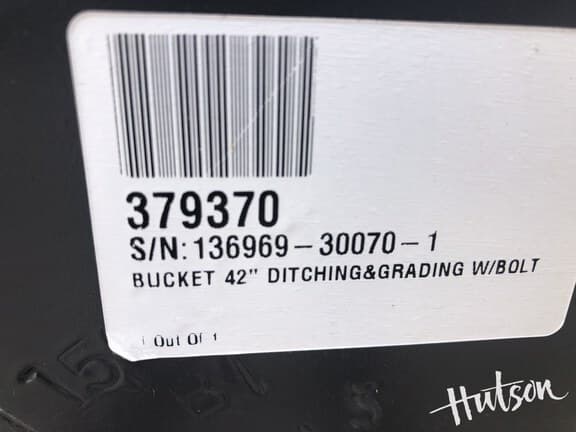 379370
S/N: 136969-30070-1
BUCKET 42" DITCHING&GRADING W/BOLT
1 Out Of 1
Hutson